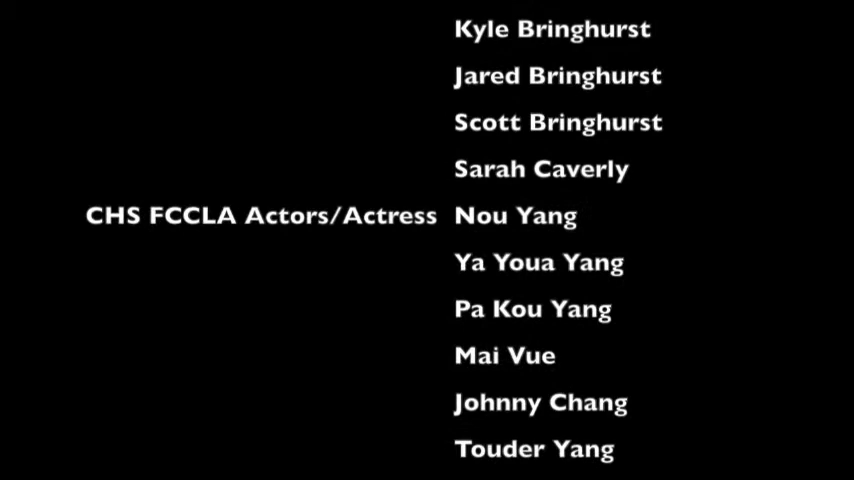 Kyle Bringhurst
Jared Bringhurst
Scott Bringhurst
Sarah Caverly
CHS FCCLA Actors/Actress Nou Yang
Ya Youa Yang
Pa Kou Yang
Mai Vue
Johnny Chang
Touder Yang